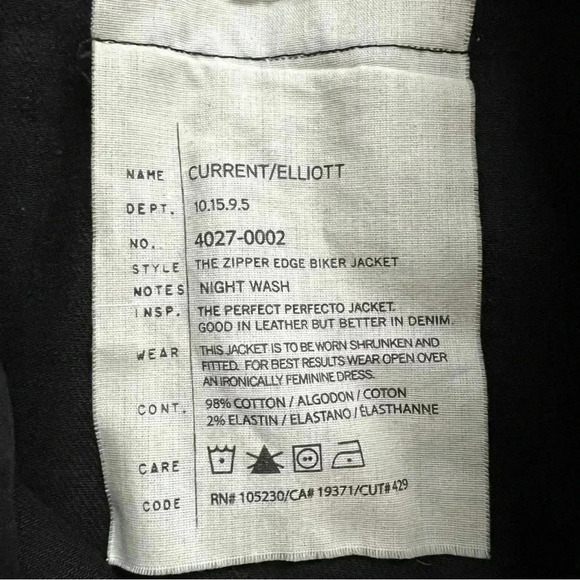 NAME CURRENT/ELLIOTT
DEPT. 10.15.9.5
NO. 4027-0002
STYLE THE ZIPPER EDGE BIKER JACKET
NOTES NIGHT WASH
INSP. THE PERFECT PERFECTO JACKET.
GOOD IN LEATHER BUT BETTER IN DENIM.
WEAR THIS JACKET IS TO BE WORN SHRUNKEN AND
FITTED. FOR BEST RESULTS WEAR OPEN OVER
AN IRONICALLY FEMININE DRESS.
CONT. 98% COTTON / ALGODON / COTON
2% ELASTIN / ELASTANO / ÉLASTHANNE
CARE
CODE RN# 105230/CA# 19371/CUT# 429